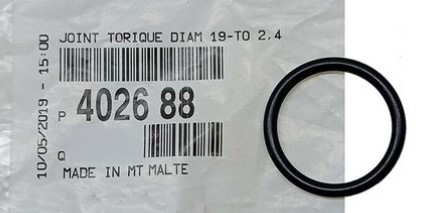 JOINT TORIQUE DIAM 19-TO 2,4
10/05/2019 - 15:00
P 4026 88
Q
MADE IN MT MALTE